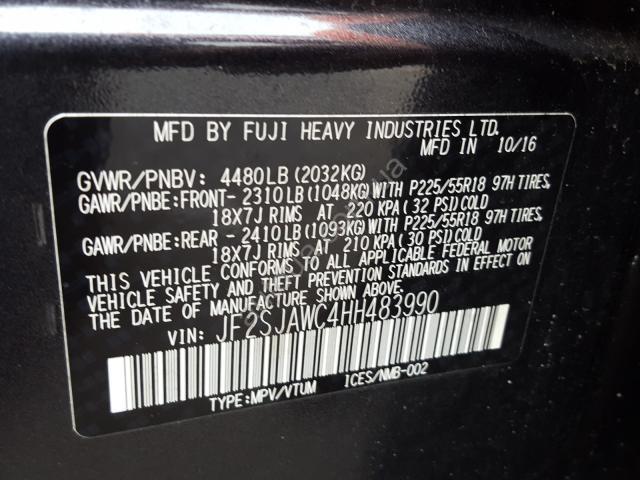 MFD BY FUJI HEAVY INDUSTRIES LTD.
MFD IN 10/16
GVWR/PNBV: 4480LB (2032KG)
GAWR/PNBE:FRONT- 2310LB (1048KG) WITH P225/55R18 97H TIRES,
18X7J RIMS AT 220 KPA (32 PSI) COLD
GAWR/PNBE:REAR - 2410LB (1093KG) WITH P225/55R18 97H TIRES,
18X7J RIMS AT 210 KPA (30 PSI) COLD
THIS VEHICLE CONFORMS TO ALL APPLICABLE FEDERAL MOTOR
VEHICLE SAFETY AND THEFT PREVENTION STANDARDS IN EFFECT ON
THE DATE OF MANUFACTURE SHOWN ABOVE.
VIN: JF2SJAWC4HH483990
TYPE:MPV/VTUM ICES/NMB-002